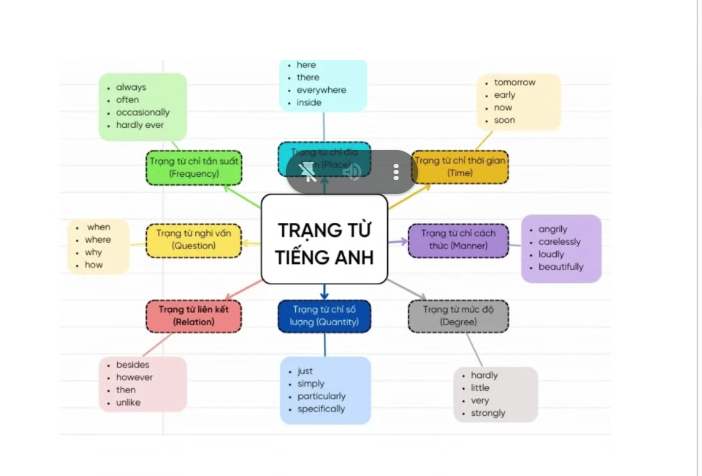 here
there
everywhere
inside
always
often
occasionally
hardly ever
tomorrow
early
now
soon
Trạng từ chỉ tần suất
(Frequency)
Trạng từ chỉ địa
(Place)
Trạng từ chỉ thời gian
(Time)
TRẠNG TỪ
TIẾNG ANH
when
where
why
how
Trạng từ nghi vấn
(Question)
Trạng từ chỉ cách
thức (Manner)
angrily
carelessly
loudly
beautifully
Trạng từ liên kết
(Relation)
Trạng từ chỉ số
lượng (Quantity)
Trạng từ mức độ
(Degree)
besides
however
then
unlike
just
simply
particularly
specifically
hardly
little
very
strongly